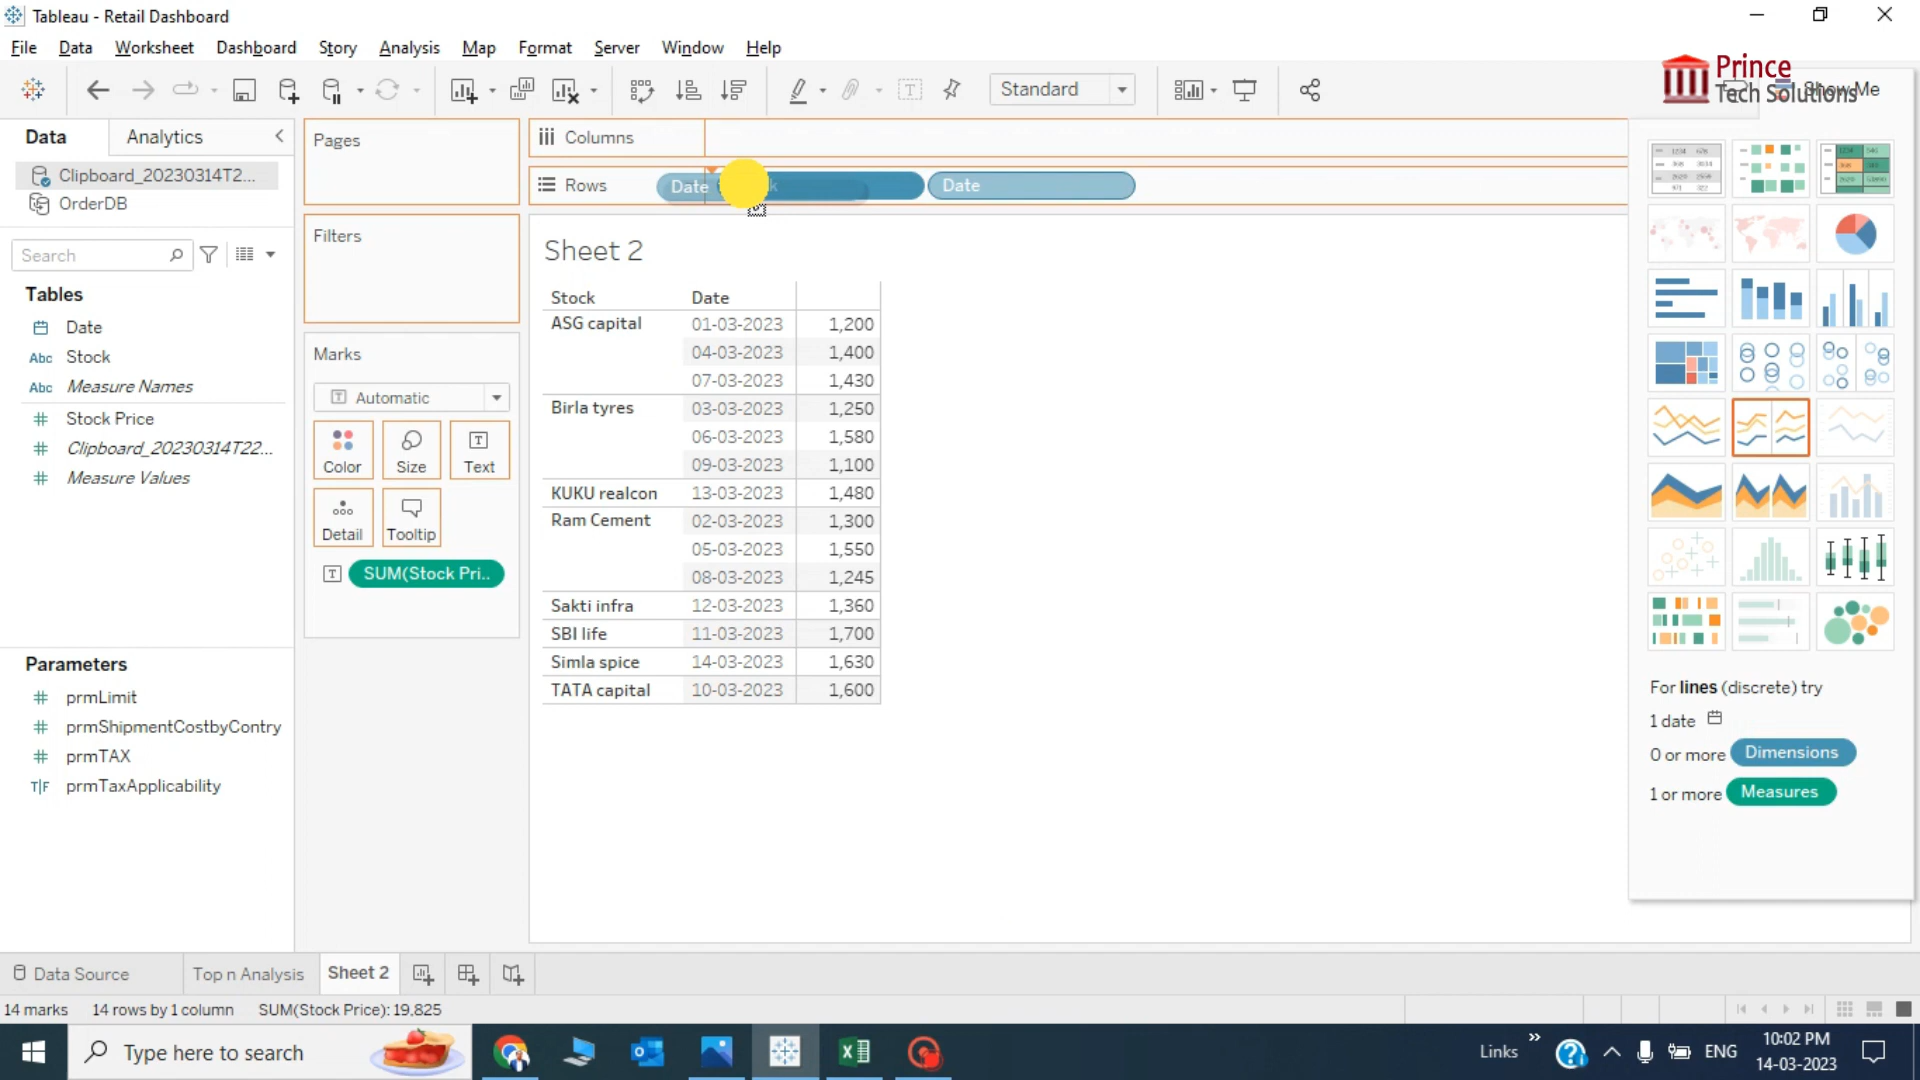 Tableau - Retail Dashboard
File Data Worksheet Dashboard Story Analysis Map Format Server Window Help
Standard
Prince
Tech Solutions
Show Me
Data Analytics
Clipboard_20230314T2...
OrderDB
Search
Tables
Date
Stock
Measure Names
Stock Price
Clipboard_20230314T22...
Measure Values
Parameters
prmLimit
prmShipmentCostbyContry
prmTAX
prmTaxApplicability
Pages
Filters
Marks
Automatic
Color Size Text
Detail Tooltip
SUM(Stock Pri..
Columns
Rows Date Date
Sheet 2
Stock Date
ASG capital 01-03-2023 1,200
04-03-2023 1,400
07-03-2023 1,430
Birla tyres 03-03-2023 1,250
06-03-2023 1,580
09-03-2023 1,100
KUKU realcon 13-03-2023 1,480
Ram Cement 02-03-2023 1,300
05-03-2023 1,550
08-03-2023 1,245
Sakti infra 12-03-2023 1,360
SBI life 11-03-2023 1,700
Simla spice 14-03-2023 1,630
TATA capital 10-03-2023 1,600
For lines (discrete) try
1 date
0 or more Dimensions
1 or more Measures
Data Source Top n Analysis Sheet 2
14 marks 14 rows by 1 column SUM(Stock Price): 19,825
Type here to search
Links ENG
10:02 PM
14-03-2023